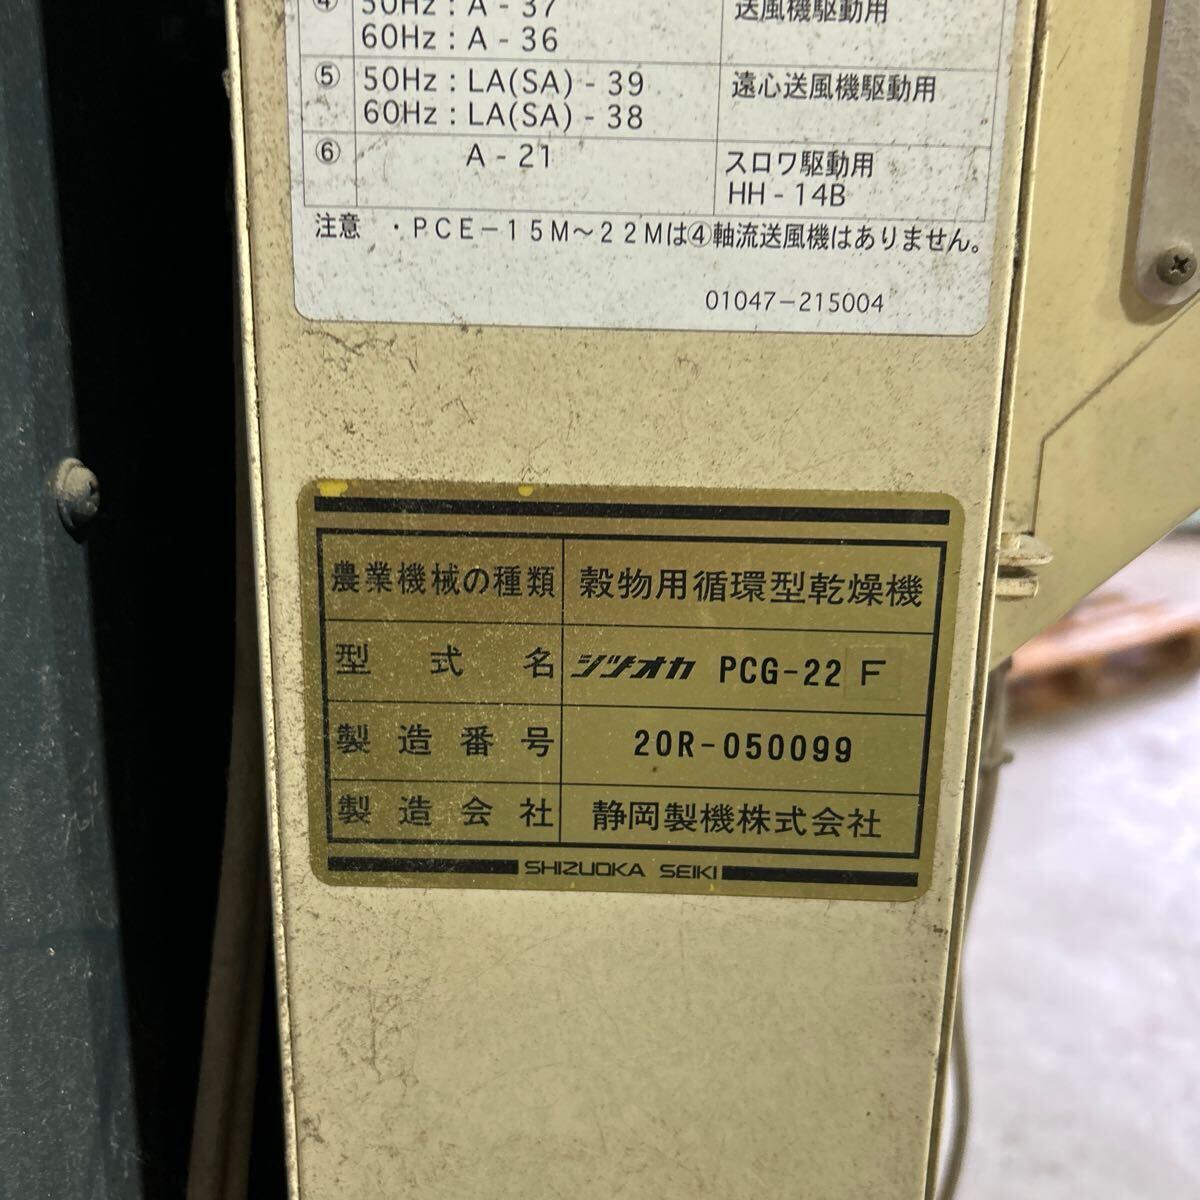 ④ 50Hz : A - 37 送風機駆動用
60Hz : A - 36
⑤ 50Hz : LA(SA) - 39 遠心送風機駆動用
60Hz : LA(SA) - 38
⑥ A - 21 スロワ駆動用
HH - 14B
注意 ・PCE－15M～22Mは④軸流送風機はありません。
01047-215004
農業機械の種類 穀物用循環型乾燥機
型式名 シヅオカ PCG-22 F
製造番号 20R-050099
製造会社 静岡製機株式会社
SHIZUOKA SEIKI